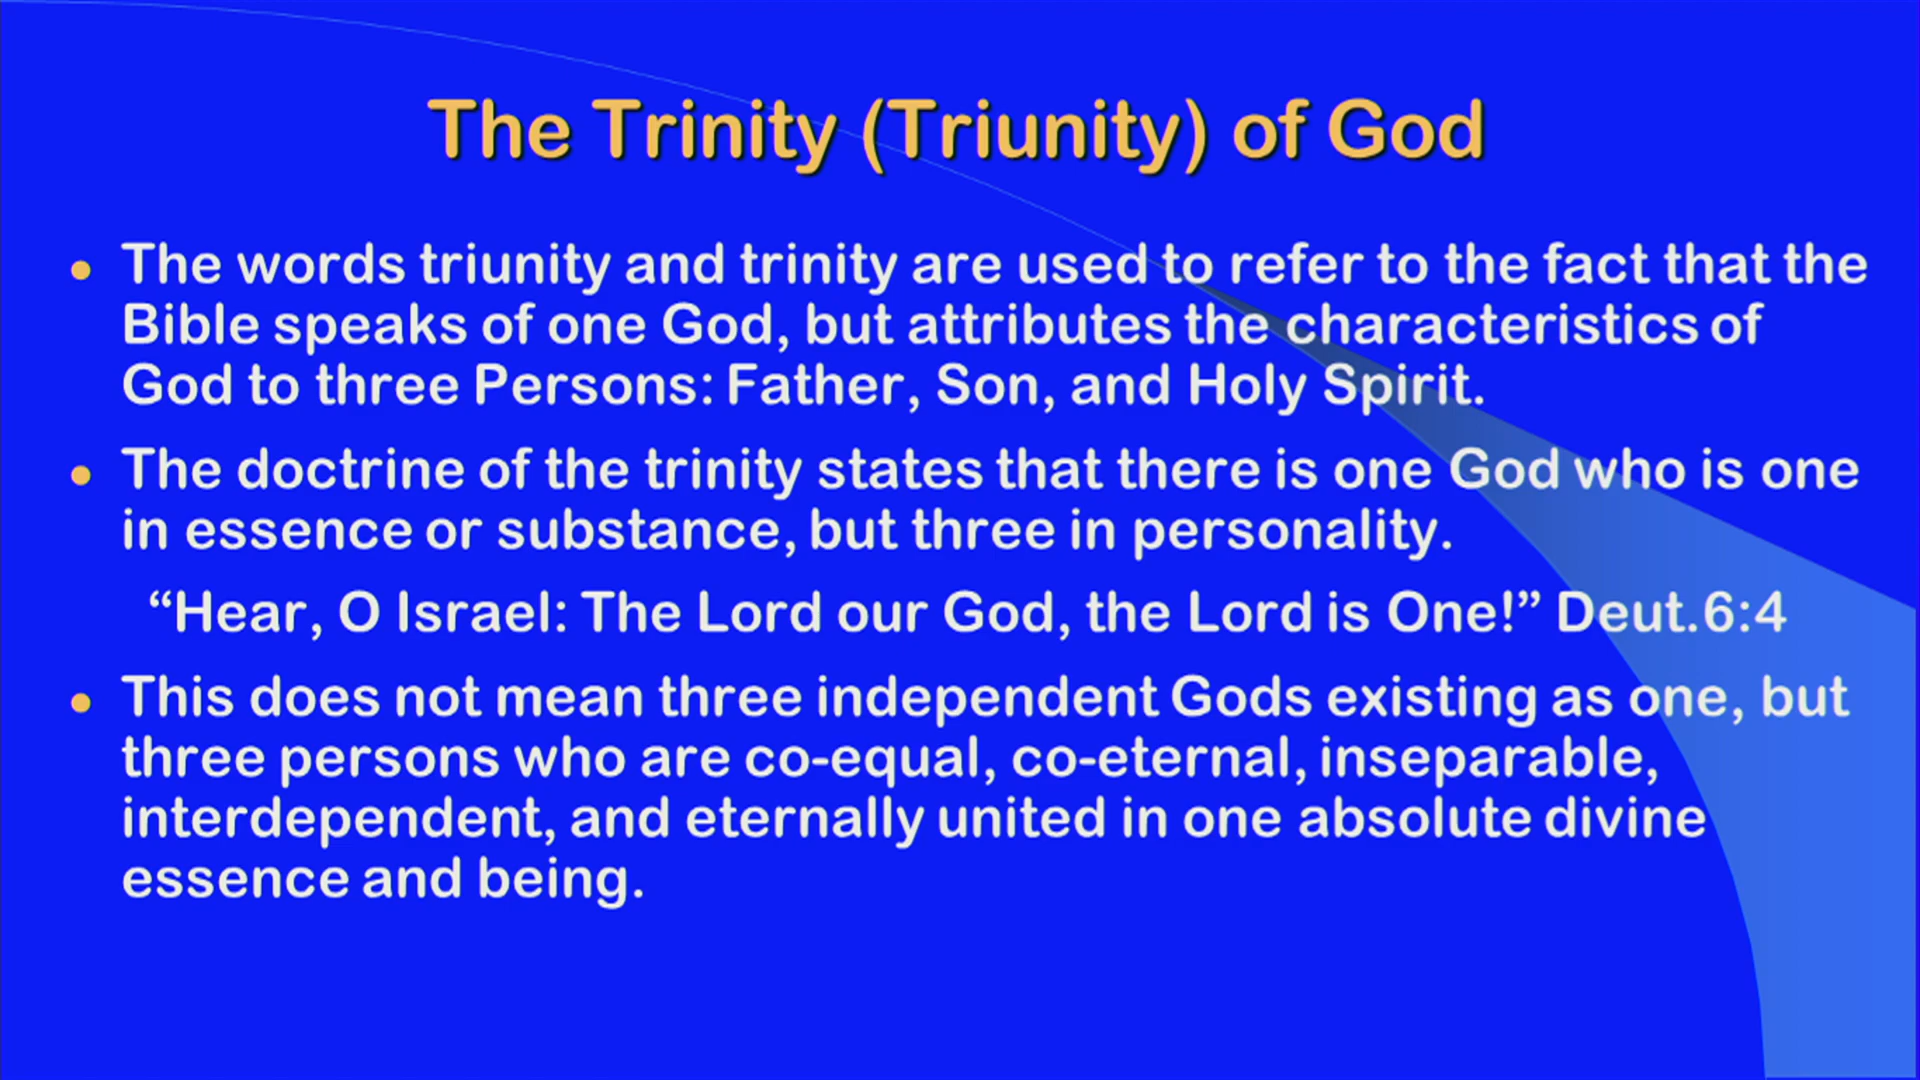 The Trinity (Triunity) of God
• The words triunity and trinity are used to refer to the fact that the
Bible speaks of one God, but attributes the characteristics of
God to three Persons: Father, Son, and Holy Spirit.
• The doctrine of the trinity states that there is one God who is one
in essence or substance, but three in personality.
“Hear, O Israel: The Lord our God, the Lord is One!” Deut.6:4
• This does not mean three independent Gods existing as one, but
three persons who are co-equal, co-eternal, inseparable,
interdependent, and eternally united in one absolute divine
essence and being.